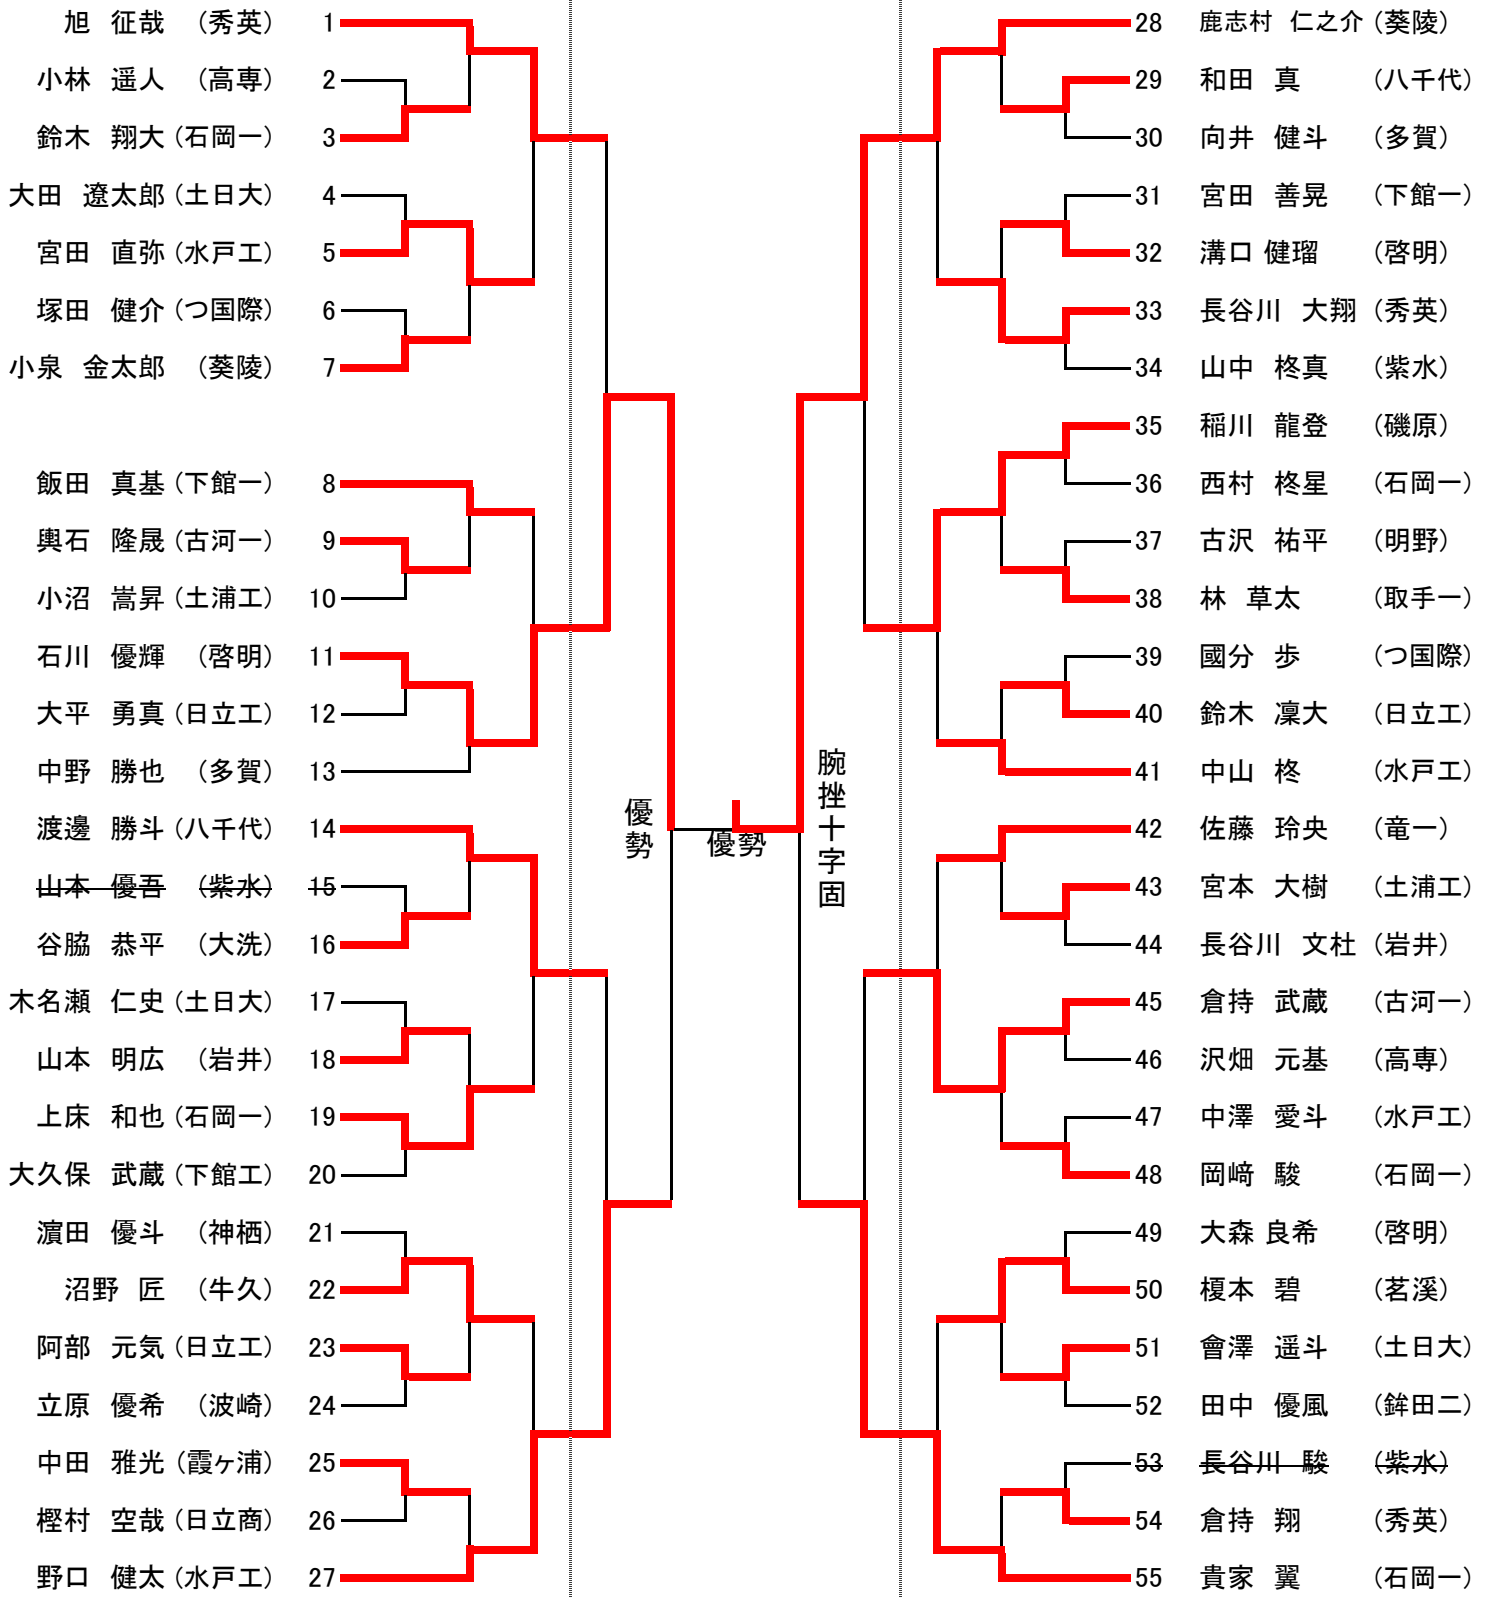 旭 征哉 (秀英) 1
小林 遥人 (高専) 2
鈴木 翔大 (石岡一) 3
大田 遼太郎 (土日大) 4
宮田 直弥 (水戸工) 5
塚田 健介 (つ国際) 6
小泉 金太郎 (葵陵) 7
飯田 真基 (下館一) 8
輿石 隆晟 (古河一) 9
小沼 嵩昇 (土浦工) 10
石川 優輝 (啓明) 11
大平 勇真 (日立工) 12
中野 勝也 (多賀) 13
渡邊 勝斗 (八千代) 14
山本 優吾 (紫水) 15
谷脇 恭平 (大洗) 16
木名瀬 仁史 (土日大) 17
山本 明広 (岩井) 18
上床 和也 (石岡一) 19
大久保 武蔵 (下館工) 20
濵田 優斗 (神栖) 21
沼野 匠 (牛久) 22
阿部 元気 (日立工) 23
立原 優希 (波崎) 24
中田 雅光 (霞ヶ浦) 25
樫村 空哉 (日立商) 26
野口 健太 (水戸工) 27
優勢
優勢
腕挫十字固
28 鹿志村 仁之介 (葵陵)
29 和田 真 (八千代)
30 向井 健斗 (多賀)
31 宮田 善晃 (下館一)
32 溝口 健瑠 (啓明)
33 長谷川 大翔 (秀英)
34 山中 柊真 (紫水)
35 稲川 龍登 (磯原)
36 西村 柊星 (石岡一)
37 古沢 祐平 (明野)
38 林 草太 (取手一)
39 國分 歩 (つ国際)
40 鈴木 凜大 (日立工)
41 中山 柊 (水戸工)
42 佐藤 玲央 (竜一)
43 宮本 大樹 (土浦工)
44 長谷川 文杜 (岩井)
45 倉持 武蔵 (古河一)
46 沢畑 元基 (高専)
47 中澤 愛斗 (水戸工)
48 岡﨑 駿 (石岡一)
49 大森 良希 (啓明)
50 榎本 碧 (茗溪)
51 會澤 遥斗 (土日大)
52 田中 優風 (鉾田二)
53 長谷川 駿 (紫水)
54 倉持 翔 (秀英)
55 貴家 翼 (石岡一)